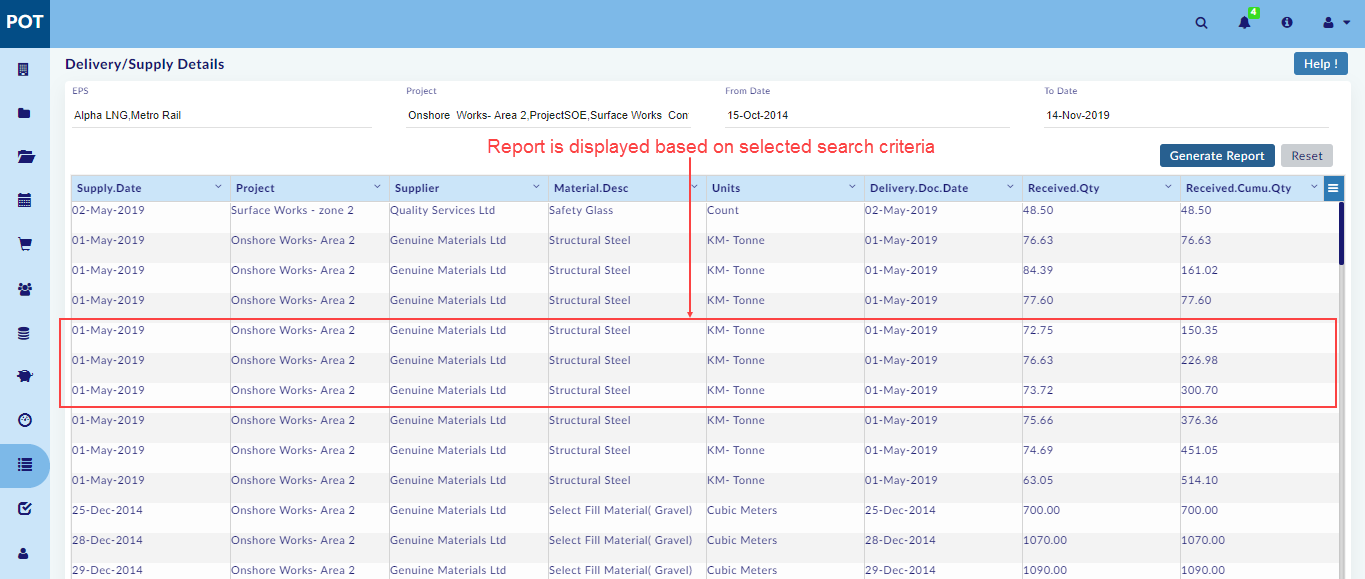 POT
4
Delivery/Supply Details
Help !
EPS Project From Date To Date
Alpha LNG,Metro Rail Onshore Works- Area 2,ProjectSOE,Surface Works Con 15-Oct-2014 14-Nov-2019
Report is displayed based on selected search criteria
Generate Report Reset
Supply.Date Project Supplier Material.Desc Units Delivery.Doc.Date Received.Qty Received.Cumu.Qty
02-May-2019 Surface Works - zone 2 Quality Services Ltd Safety Glass Count 02-May-2019 48.50 48.50
01-May-2019 Onshore Works- Area 2 Genuine Materials Ltd Structural Steel KM- Tonne 01-May-2019 76.63 76.63
01-May-2019 Onshore Works- Area 2 Genuine Materials Ltd Structural Steel KM- Tonne 01-May-2019 84.39 161.02
01-May-2019 Onshore Works- Area 2 Genuine Materials Ltd Structural Steel KM- Tonne 01-May-2019 77.60 77.60
01-May-2019 Onshore Works- Area 2 Genuine Materials Ltd Structural Steel KM- Tonne 01-May-2019 72.75 150.35
01-May-2019 Onshore Works- Area 2 Genuine Materials Ltd Structural Steel KM- Tonne 01-May-2019 76.63 226.98
01-May-2019 Onshore Works- Area 2 Genuine Materials Ltd Structural Steel KM- Tonne 01-May-2019 73.72 300.70
01-May-2019 Onshore Works- Area 2 Genuine Materials Ltd Structural Steel KM- Tonne 01-May-2019 75.66 376.36
01-May-2019 Onshore Works- Area 2 Genuine Materials Ltd Structural Steel KM- Tonne 01-May-2019 74.69 451.05
01-May-2019 Onshore Works- Area 2 Genuine Materials Ltd Structural Steel KM- Tonne 01-May-2019 63.05 514.10
25-Dec-2014 Onshore Works- Area 2 Genuine Materials Ltd Select Fill Material( Gravel) Cubic Meters 25-Dec-2014 700.00 700.00
28-Dec-2014 Onshore Works- Area 2 Genuine Materials Ltd Select Fill Material( Gravel) Cubic Meters 28-Dec-2014 1070.00 1070.00
29-Dec-2014 Onshore Works- Area 2 Genuine Materials Ltd Select Fill Material( Gravel) Cubic Meters 29-Dec-2014 1090.00 1090.00